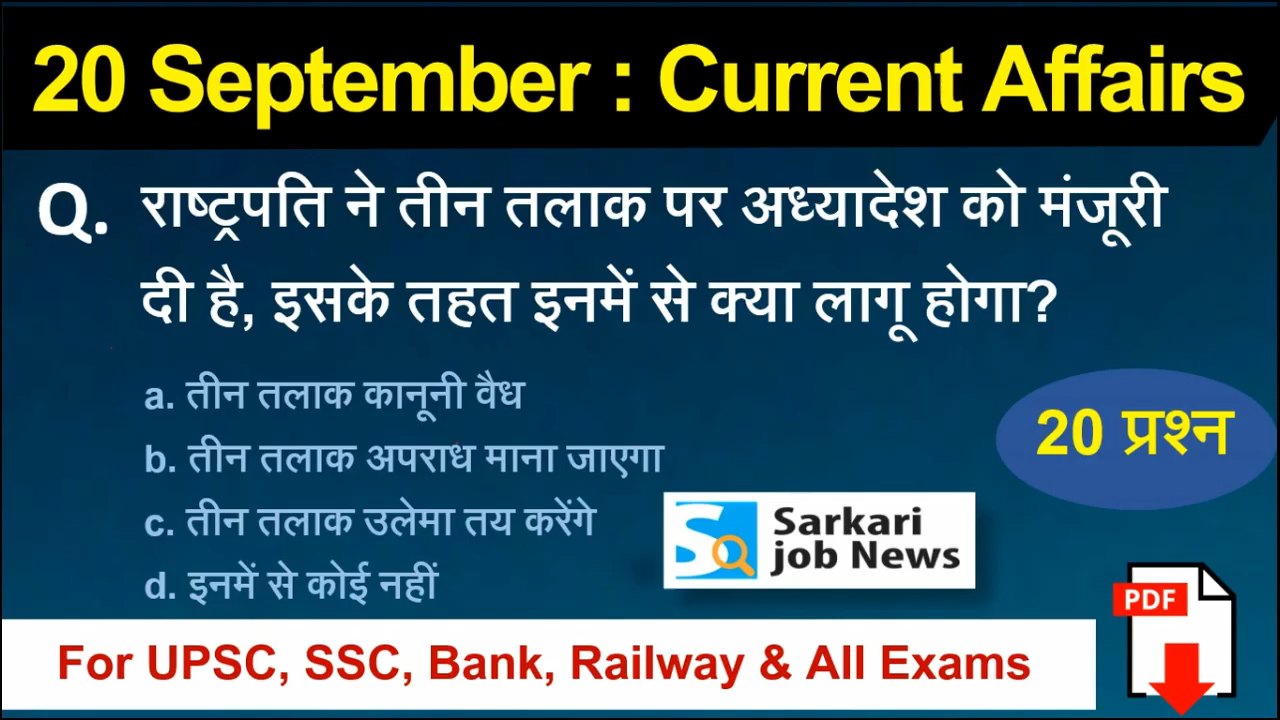 20 September : Current Affairs
Q. राष्ट्रपति ने तीन तलाक पर अध्यादेश को मंजूरी
दी है, इसके तहत इनमें से क्या लागू होगा?
a. तीन तलाक कानूनी वैध
b. तीन तलाक अपराध माना जाएगा
c. तीन तलाक उलेमा तय करेंगे
d. इनमें से कोई नहीं
20 प्रश्न
SQ Sarkari
job News
PDF
For UPSC, SSC, Bank, Railway & All Exams